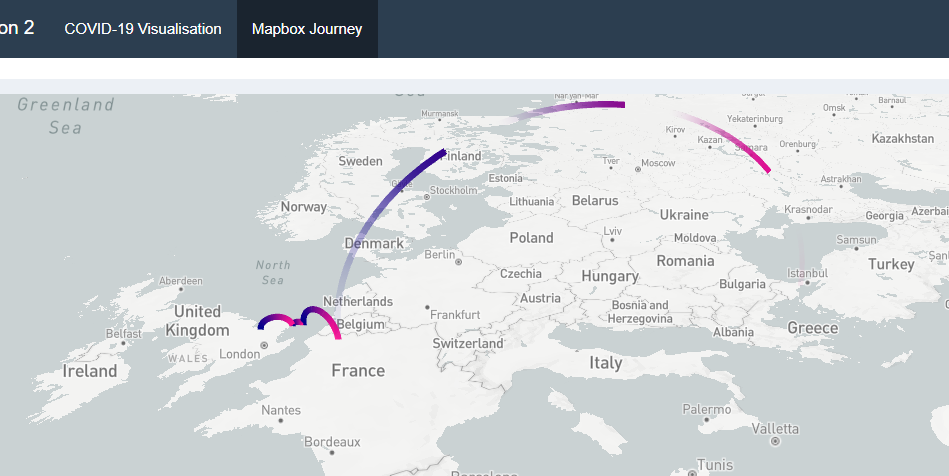 on 2
COVID-19 Visualisation
Mapbox Journey
Greenland
Sea
Nar'yan-Mar
Murmansk
Omsk
Barnaul
Yekaterinburg
Kirov
Kazan
Samara
Orenburg
Kazakhstan
Sweden
Finland
Tver
Moscow
Estonia
Stockholm
Astrakhan
Norway
Lithuania
Belarus
Ukraine
Krasnodar
Georgia
Azerbai
Denmark
Lviv
Poland
Moldova
Samsun
Berlin
North
Sea
Romania
Turkey
Czechia
Hungary
Istanbul
Bulgaria
Aberdeen
Netherlands
Austria
Bosnia and
Herzegovina
United
Kingdom
Belgium
Frankfurt
Greece
Albania
Belfast
London
WALES
Switzerland
Italy
Ireland
France
Nantes
Palermo
Valletta
Bordeaux
Tunis